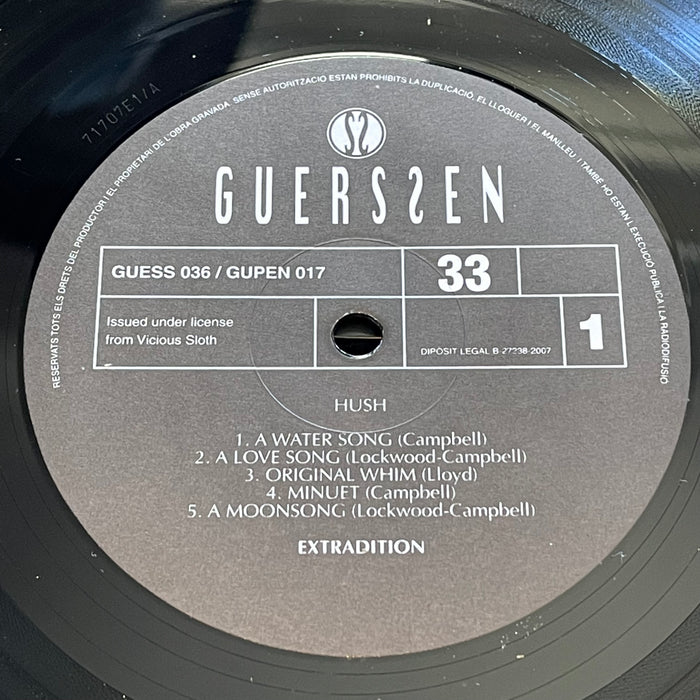 RESERVATS TOTS ELS DRETS DEL PRODUCTOR I EL PROPIETARI DE L'OBRA GRAVADA. SENSE AUTORITZACIO ESTAN PROHIBITS LA DUPLICACIÓ, EL LLOGUER I EL MANLLEU, I TAMBE HO ESTAN L'EXECUCIÓ PUBLICA I LA RADIODIFUSIÓ
71707E1/A
GUERSSEN
GUESS 036 / GUPEN 017
33
Issued under license
from Vicious Sloth
DIPÒSIT LEGAL B-27238-2007
1
HUSH
1. A WATER SONG (Campbell)
2. A LOVE SONG (Lockwood-Campbell)
3. ORIGINAL WHIM (Lloyd)
4. MINUET (Campbell)
5. A MOONSONG (Lockwood-Campbell)
EXTRADITION